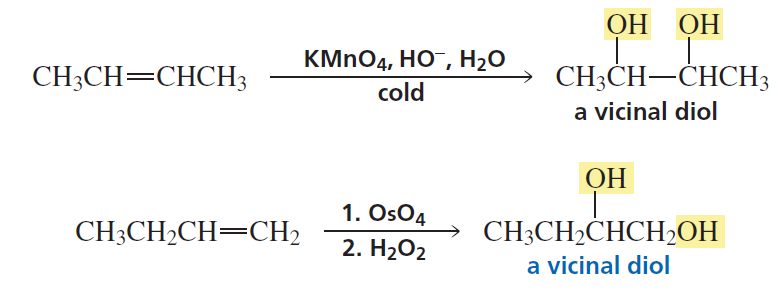 OH OH
KMnO₄, HO⁻, H₂O
CH₃CH=CHCH₃ CH₃CH—CHCH₃
cold
a vicinal diol
OH
1. OsO₄
CH₃CH₂CH=CH₂ CH₃CH₂CHCH₂OH
2. H₂O₂
a vicinal diol